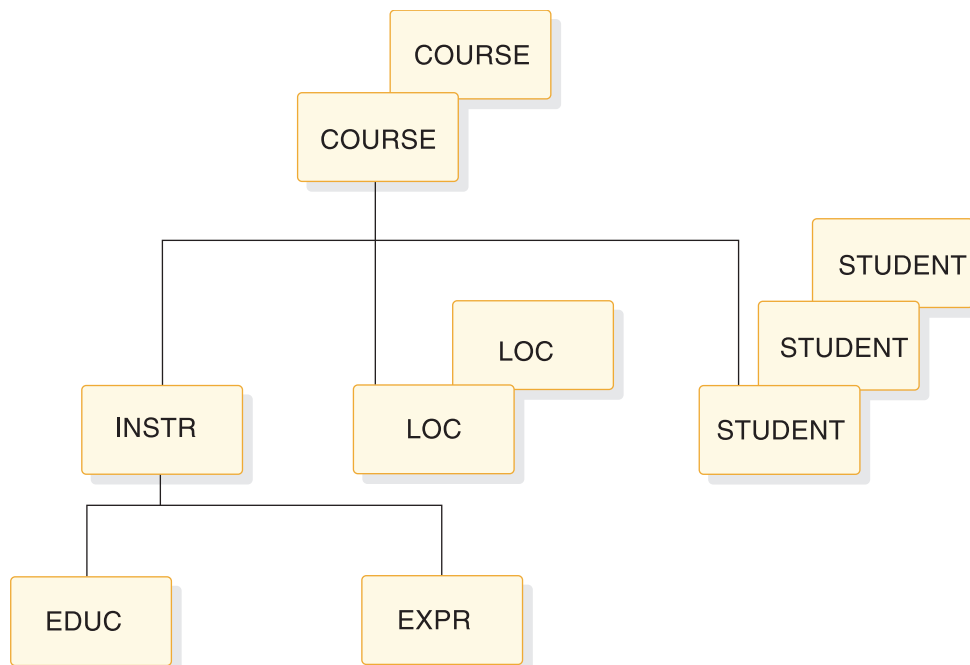 COURSE
COURSE
STUDENT
LOC
STUDENT
INSTR
LOC
STUDENT
EDUC
EXPR